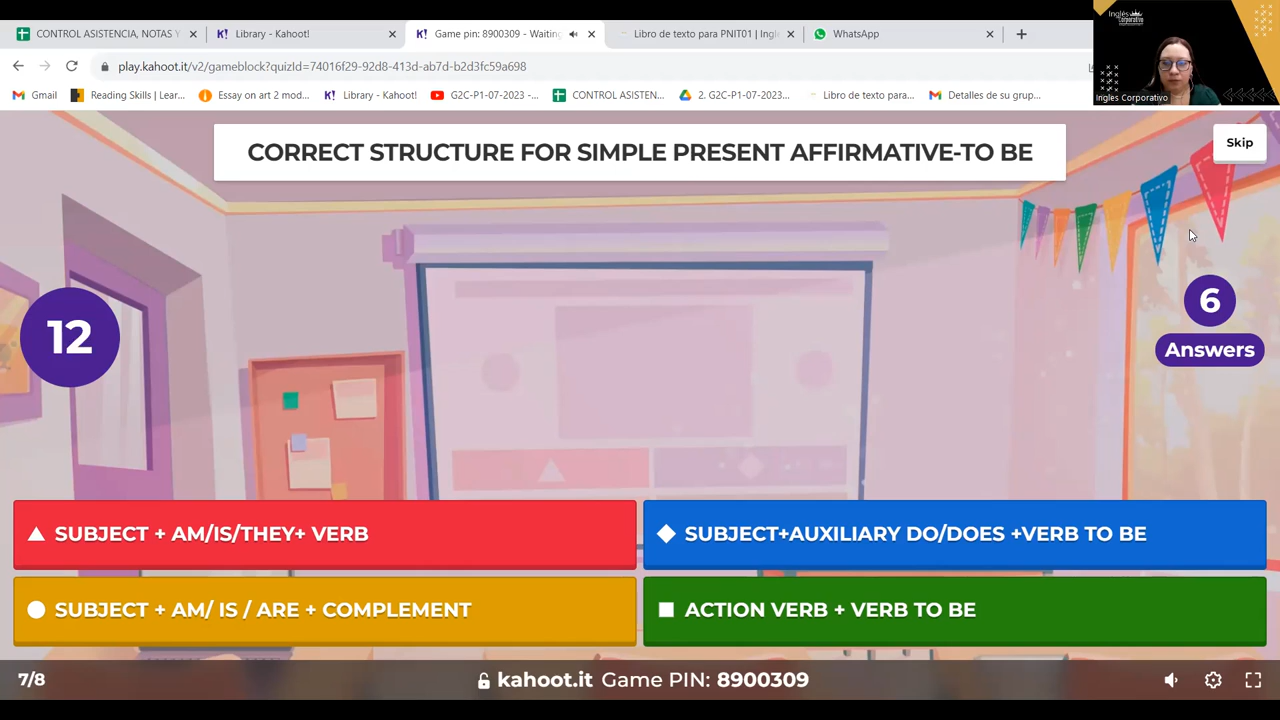 CONTROL ASISTENCIA, NOTAS Y
Library - Kahoot!
Game pin: 8900309 - Waitin
Libro de texto para PNIT01 | Ingl
WhatsApp
play.kahoot.it/v2/gameblock?quizId=74016f29-92d8-413d-ab7d-b231c59a698
Gmail
Reading Skills | Lear...
Essay on art 2 mod...
Library - Kahoot!
G2C-P1-07-2023 -...
CONTROL ASISTEN...
2. G2C-P1-07-2023...
Libro de texto para...
Detalles de su grup...
Inglés
Corporativo
Ingles Corporativo
CORRECT STRUCTURE FOR SIMPLE PRESENT AFFIRMATIVE-TO BE
Skip
12
6
Answers
SUBJECT + AM/IS/THEY+ VERB
SUBJECT+AUXILIARY DO/DOES +VERB TO BE
SUBJECT + AM/ IS / ARE + COMPLEMENT
ACTION VERB + VERB TO BE
7/8
kahoot.it Game PIN: 8900309